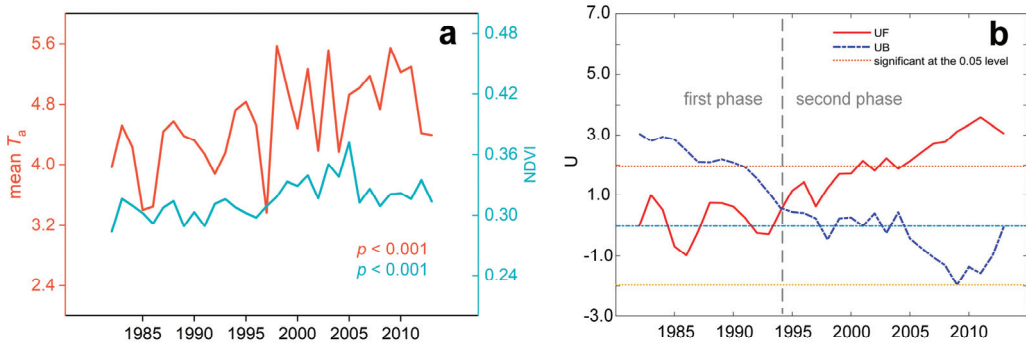 a
mean Ta
5.6
4.8
4.0
3.2
2.4
0.48
0.42
0.36
0.30
0.24
NDVI
p < 0.001
p < 0.001
1985 1990 1995 2000 2005 2010
b
U
7.0
5.0
3.0
1.0
-1.0
-3.0
UF
UB
significant at the 0.05 level
first phase second phase
1985 1990 1995 2000 2005 2010